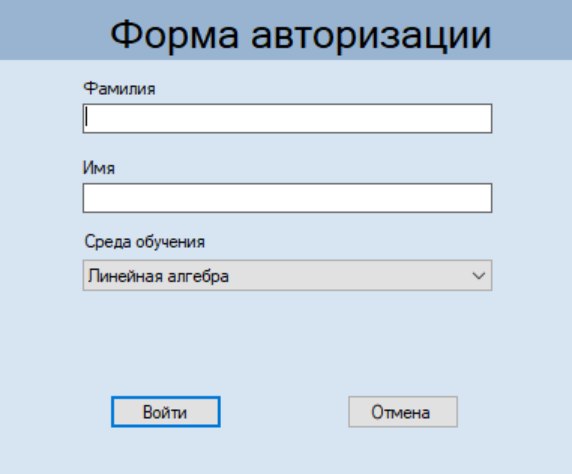 Форма авторизации
Фамилия
Имя
Среда обучения
Линейная алгебра
Войти
Отмена